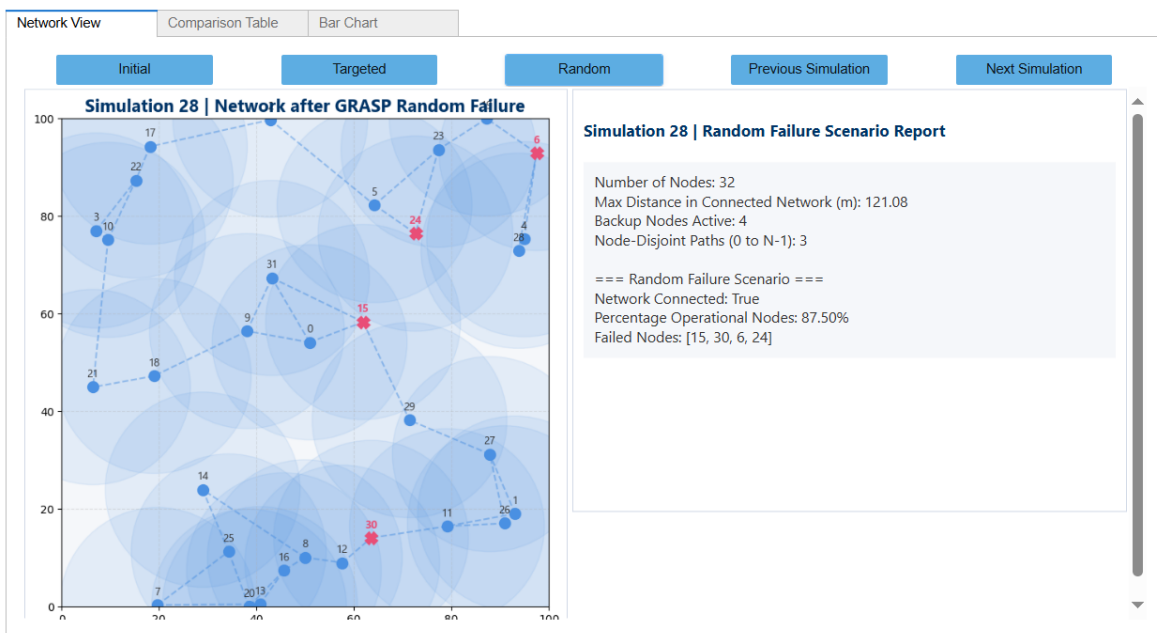 Network View Comparison Table Bar Chart
Initial Targeted Random Previous Simulation Next Simulation
Simulation 28 | Network after GRASP Random Failure
Simulation 28 | Random Failure Scenario Report
Number of Nodes: 32
Max Distance in Connected Network (m): 121.08
Backup Nodes Active: 4
Node-Disjoint Paths (0 to N-1): 3
=== Random Failure Scenario ===
Network Connected: True
Percentage Operational Nodes: 87.50%
Failed Nodes: [15, 30, 6, 24]
100
17
23
6
22
5
80
3
10
24
4
28
31
60
15
9
0
18
21
40
29
27
14
20
1
26
11
30
25
8
12
16
7
20
13
0
0 20 40 60 80 100